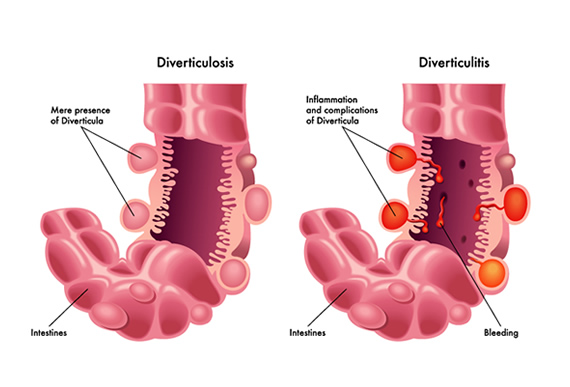 Diverticulosis
Mere presence
of Diverticula
Intestines
Diverticulitis
Inflammation
and complications
of Diverticula
Intestines
Bleeding